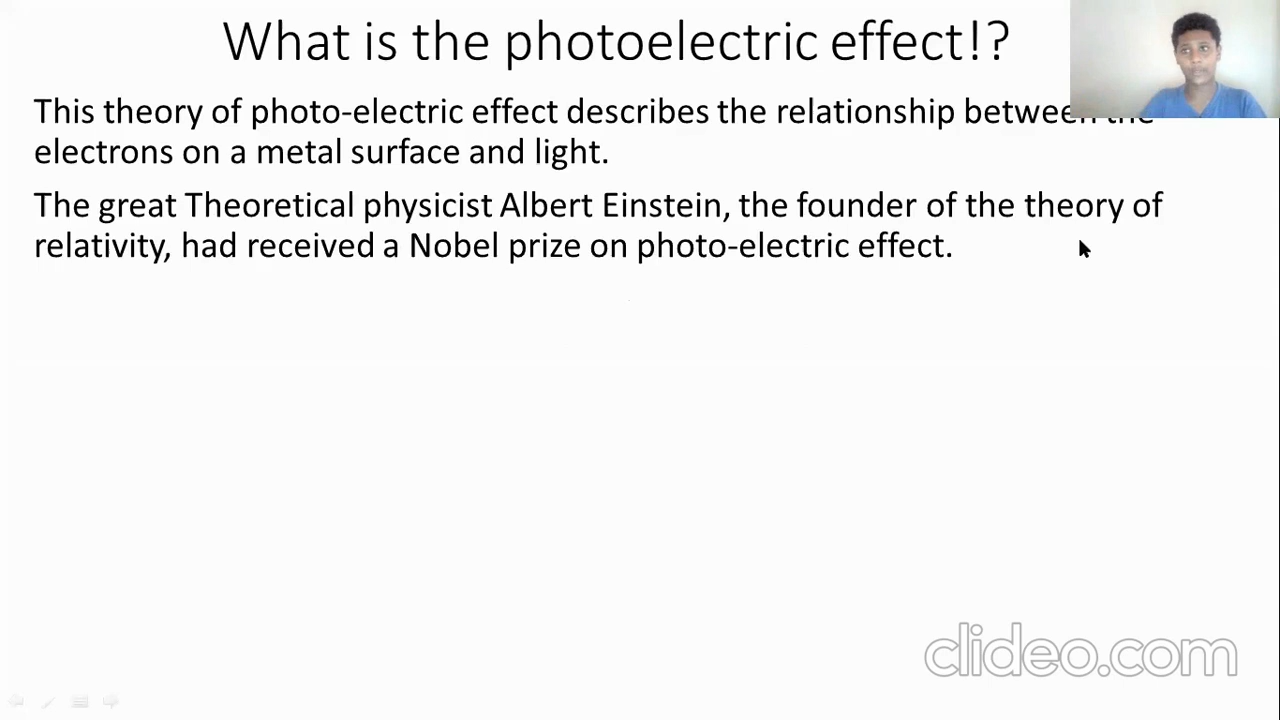 What is the photoelectric effect!?
This theory of photo-electric effect describes the relationship between the
electrons on a metal surface and light.
The great Theoretical physicist Albert Einstein, the founder of the theory of
relativity, had received a Nobel prize on photo-electric effect.
clideo.com